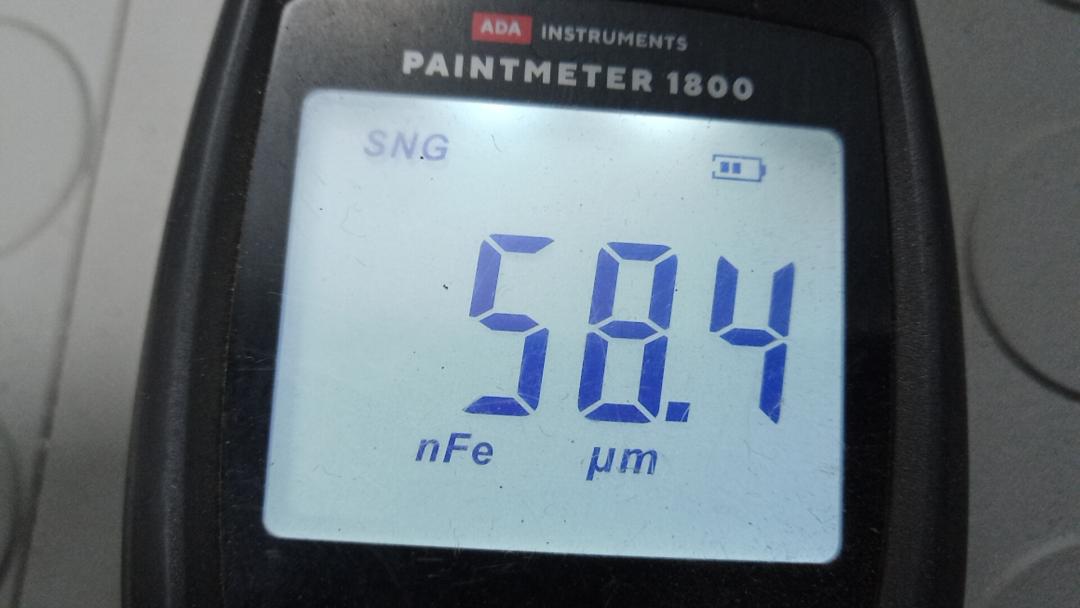 ADA INSTRUMENTS
PAINTMETER 1800
SNG
58.4
nFe µm